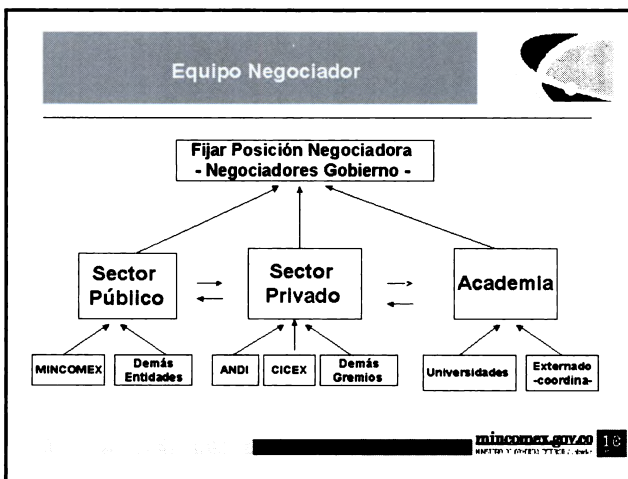 Equipo Negociador
Fijar Posición Negociadora
- Negociadores Gobierno -
Sector
Público
Sector
Privado
Academia
MINCOMEX
Demás
Entidades
ANDI
CICEX
Demás
Gremios
Universidades
Externado
-coordina-
mincomex.gov.co